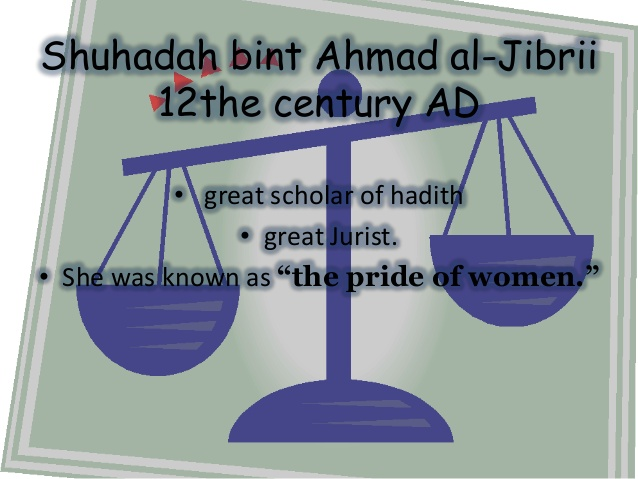 Shuhadah bint Ahmad al-Jibrii
12the century AD
• great scholar of hadith
• great Jurist.
• She was known as “the pride of women.”